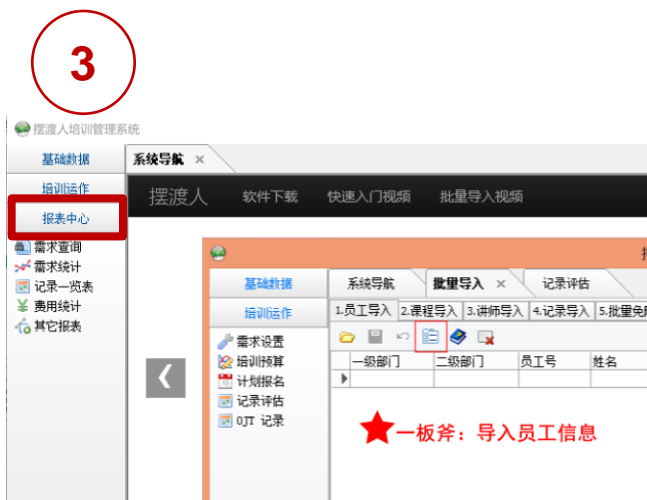 3
摆渡人培训管理系统
基础数据
培训运作
报表中心
需求查询
需求统计
记录一览表
费用统计
其它报表
系统导航 ×
摆渡人 软件下载 快速入门视频 批量导入视频
基础数据
培训运作
需求设置
培训预算
计划报名
记录评估
OJT 记录
系统导航 批量导入 × 记录评估
1.员工导入 2.课程导入 3.讲师导入 4.记录导入 5.批量免
一级部门 二级部门 员工号 姓名
一板斧：导入员工信息